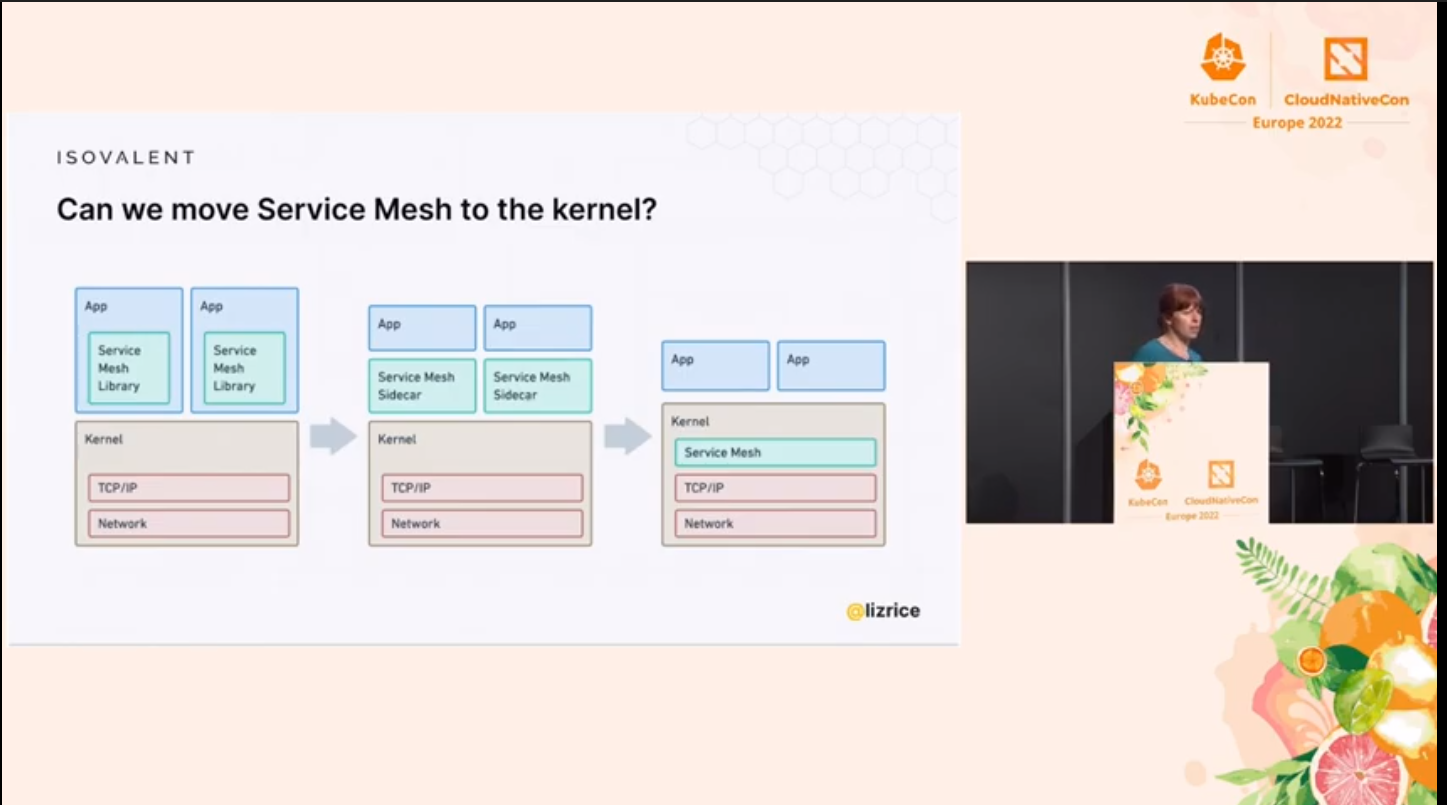 KubeCon
CloudNativeCon
Europe 2022
ISOVALENT
Can we move Service Mesh to the kernel?
App
Service
Mesh
Library
App
Service
Mesh
Library
Kernel
TCP/IP
Network
App
App
Service Mesh
Sidecar
Service Mesh
Sidecar
Kernel
TCP/IP
Network
App
App
Kernel
Service Mesh
TCP/IP
Network
@lizrice
KubeCon
CloudNativeCon
Europe 2022